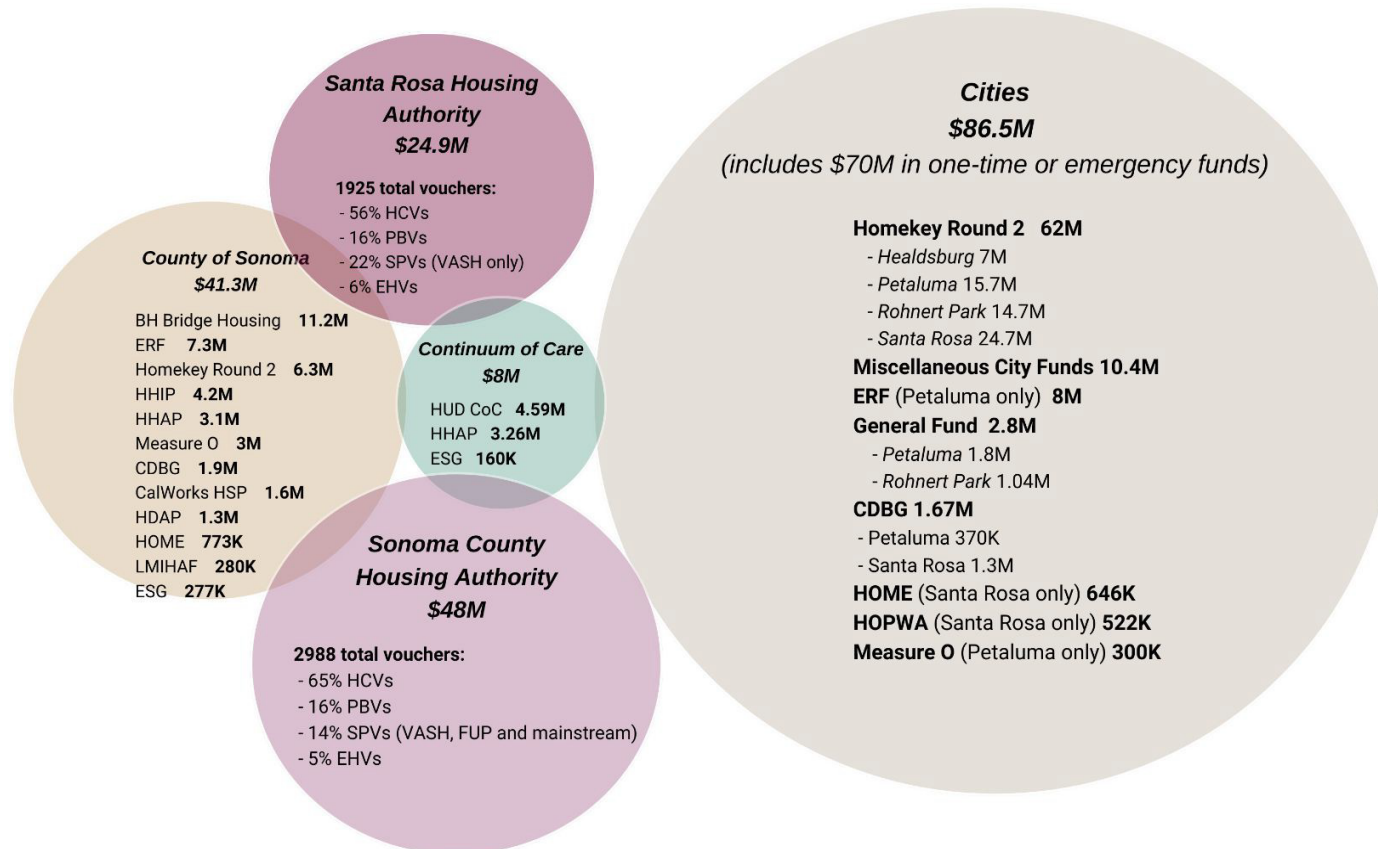 Santa Rosa Housing
Authority
$24.9M
1925 total vouchers:
- 56% HCVs
- 16% PBVs
- 22% SPVs (VASH only)
- 6% EHVs
County of Sonoma
$41.3M
BH Bridge Housing 11.2M
ERF 7.3M
Homekey Round 2 6.3M
HHIP 4.2M
HHAP 3.1M
Measure O 3M
CDBG 1.9M
CalWorks HSP 1.6M
HDAP 1.3M
HOME 773K
LMIHAF 280K
ESG 277K
Continuum of Care
$8M
HUD CoC 4.59M
HHAP 3.26M
ESG 160K
Sonoma County
Housing Authority
$48M
2988 total vouchers:
- 65% HCVs
- 16% PBVs
- 14% SPVs (VASH, FUP and mainstream)
- 5% EHVs
Cities
$86.5M
(includes $70M in one-time or emergency funds)
Homekey Round 2 62M
- Healdsburg 7M
- Petaluma 15.7M
- Rohnert Park 14.7M
- Santa Rosa 24.7M
Miscellaneous City Funds 10.4M
ERF (Petaluma only) 8M
General Fund 2.8M
- Petaluma 1.8M
- Rohnert Park 1.04M
CDBG 1.67M
- Petaluma 370K
- Santa Rosa 1.3M
HOME (Santa Rosa only) 646K
HOPWA (Santa Rosa only) 522K
Measure O (Petaluma only) 300K